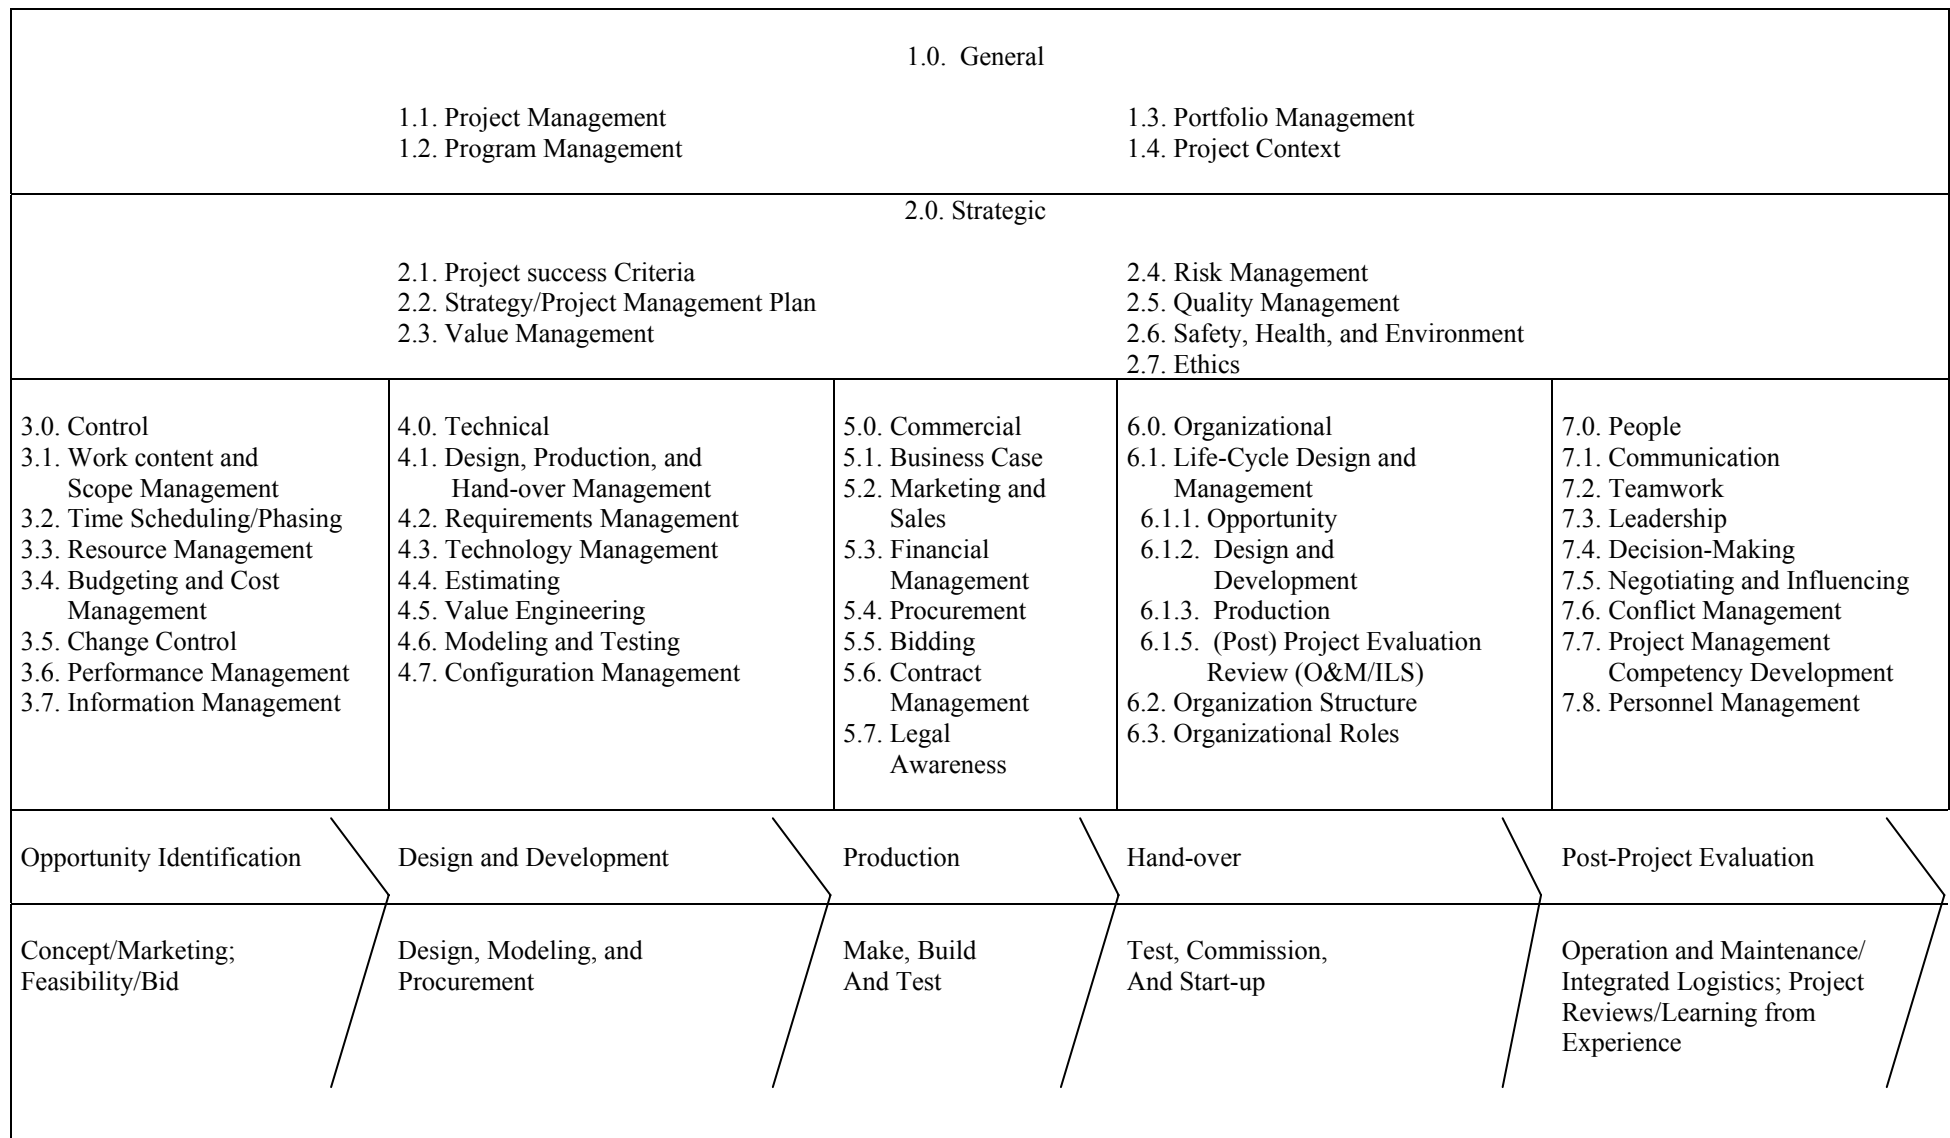 1.0. General
1.1. Project Management
1.2. Program Management
1.3. Portfolio Management
1.4. Project Context
2.0. Strategic
2.1. Project success Criteria
2.2. Strategy/Project Management Plan
2.3. Value Management
2.4. Risk Management
2.5. Quality Management
2.6. Safety, Health, and Environment
2.7. Ethics
3.0. Control
3.1. Work content and
Scope Management
3.2. Time Scheduling/Phasing
3.3. Resource Management
3.4. Budgeting and Cost
Management
3.5. Change Control
3.6. Performance Management
3.7. Information Management
4.0. Technical
4.1. Design, Production, and
Hand-over Management
4.2. Requirements Management
4.3. Technology Management
4.4. Estimating
4.5. Value Engineering
4.6. Modeling and Testing
4.7. Configuration Management
5.0. Commercial
5.1. Business Case
5.2. Marketing and
Sales
5.3. Financial
Management
5.4. Procurement
5.5. Bidding
5.6. Contract
Management
5.7. Legal
Awareness
6.0. Organizational
6.1. Life-Cycle Design and
Management
6.1.1. Opportunity
6.1.2. Design and
Development
6.1.3. Production
6.1.5. (Post) Project Evaluation
Review (O&M/ILS)
6.2. Organization Structure
6.3. Organizational Roles
7.0. People
7.1. Communication
7.2. Teamwork
7.3. Leadership
7.4. Decision-Making
7.5. Negotiating and Influencing
7.6. Conflict Management
7.7. Project Management
Competency Development
7.8. Personnel Management
Opportunity Identification
Design and Development
Production
Hand-over
Post-Project Evaluation
Concept/Marketing;
Feasibility/Bid
Design, Modeling, and
Procurement
Make, Build
And Test
Test, Commission,
And Start-up
Operation and Maintenance/
Integrated Logistics; Project
Reviews/Learning from
Experience